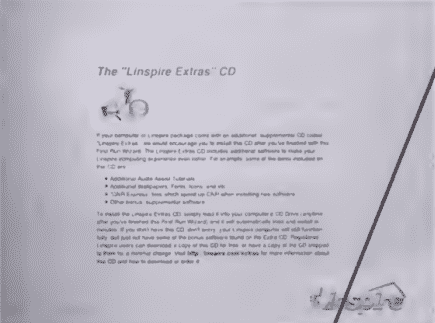 The "Linspire Extras" CD
If your computer or Linspire package came with an additional, supplemental CD called
"Linspire Extras", we would encourage you to install this CD after you've finished with this
First Run Wizard. The Linspire Extras CD includes additional software to make your
Linspire computing experience even better. For example, some of the items included on
the CD are:
Additional Audio Assist Tutorials
Additional Wallpapers, Fonts, Icons, and etc.
"CNR Express" files which speed up CNR when installing new software
Other bonus, supplemental software
To install the Linspire Extras CD, simply load it into your computer's CD Drive anytime
after you've finished this First Run Wizard, and it will automatically load and install in
minutes. If you don't have this CD, don't worry, your Linspire computer will still function
fully, but just not have some of the bonus software found on the Extra CD. Registered
Linspire users can download a copy of this CD for free, or have a copy of the CD shipped
to them for a nominal charge. Visit for more information about
this CD and how to download or order it.
Linspire